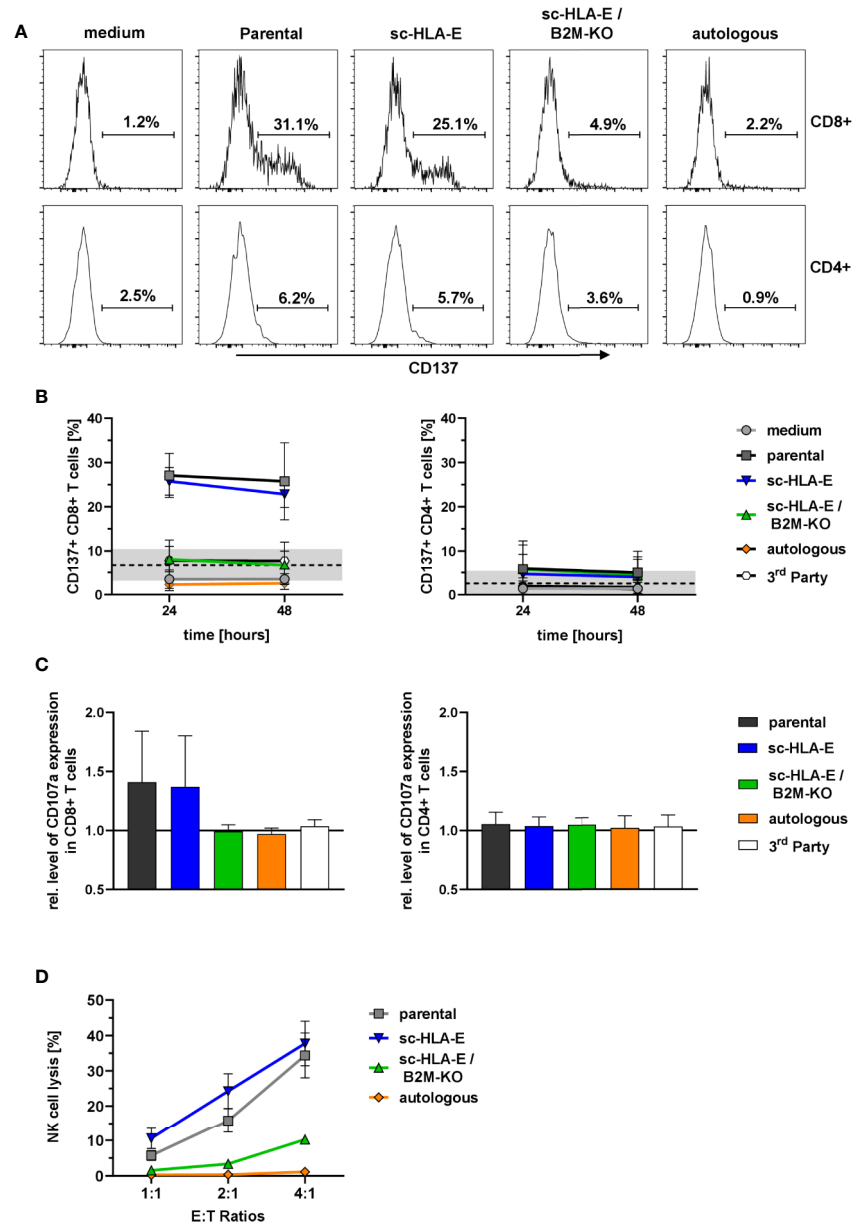 A
medium
Parental
sc-HLA-E
sc-HLA-E /
B2M-KO
autologous
1.2%
31.1%
25.1%
4.9%
2.2%
CD8+
2.5%
6.2%
5.7%
3.6%
0.9%
CD4+
CD137
B
CD137+ CD8+ T cells [%]
40
30
20
10
0
24
48
time [hours]
CD137+ CD4+ T cells [%]
40
30
20
10
0
24
48
time [hours]
medium
parental
sc-HLA-E
sc-HLA-E /
B2M-KO
autologous
3rd Party
C
rel. level of CD107a expression
in CD8+ T cells
2.0
1.5
1.0
0.5
rel. level of CD107a expression
in CD4+ T cells
2.0
1.5
1.0
0.5
parental
sc-HLA-E
sc-HLA-E /
B2M-KO
autologous
3rd Party
D
NK cell lysis [%]
50
40
30
20
10
0
1:1
2:1
4:1
E:T Ratios
parental
sc-HLA-E
sc-HLA-E /
B2M-KO
autologous